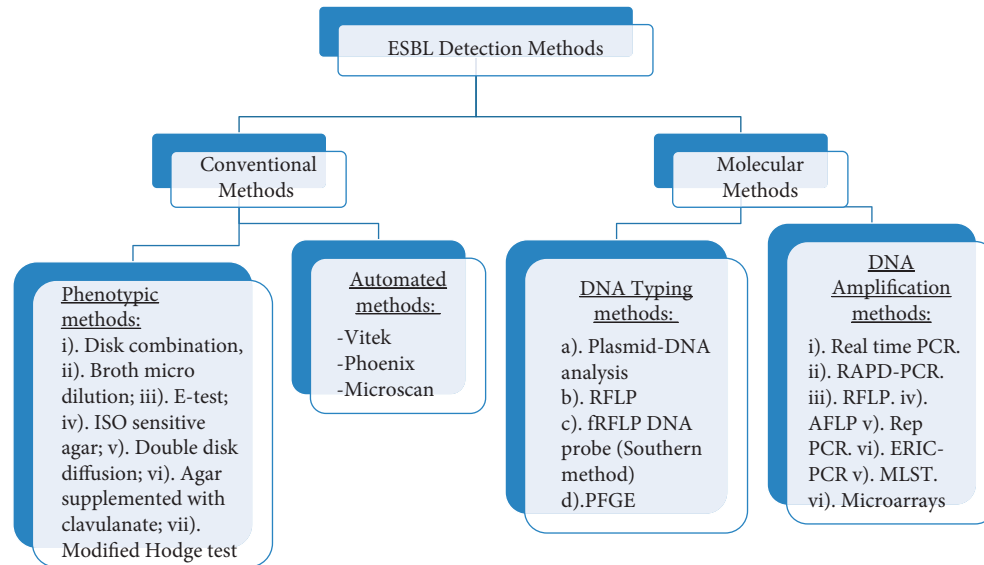 ESBL Detection Methods
Conventional
Methods
Molecular
Methods
Phenotypic
methods:
i). Disk combination,
ii). Broth micro
dilution; iii). E-test;
iv). ISO sensitive
agar; v). Double disk
diffusion; vi). Agar
supplemented with
clavulanate; vii).
Modified Hodge test
Automated
methods:
-Vitek
-Phoenix
-Microscan
DNA Typing
methods:
a). Plasmid-DNA
analysis
b). RFLP
c). fRFLP DNA
probe (Southern
method)
d).PFGE
DNA
Amplification
methods:
i). Real time PCR.
ii). RAPD-PCR.
iii). RFLP. iv).
AFLP v). Rep
PCR. vi). ERIC-
PCR v). MLST.
vi). Microarrays